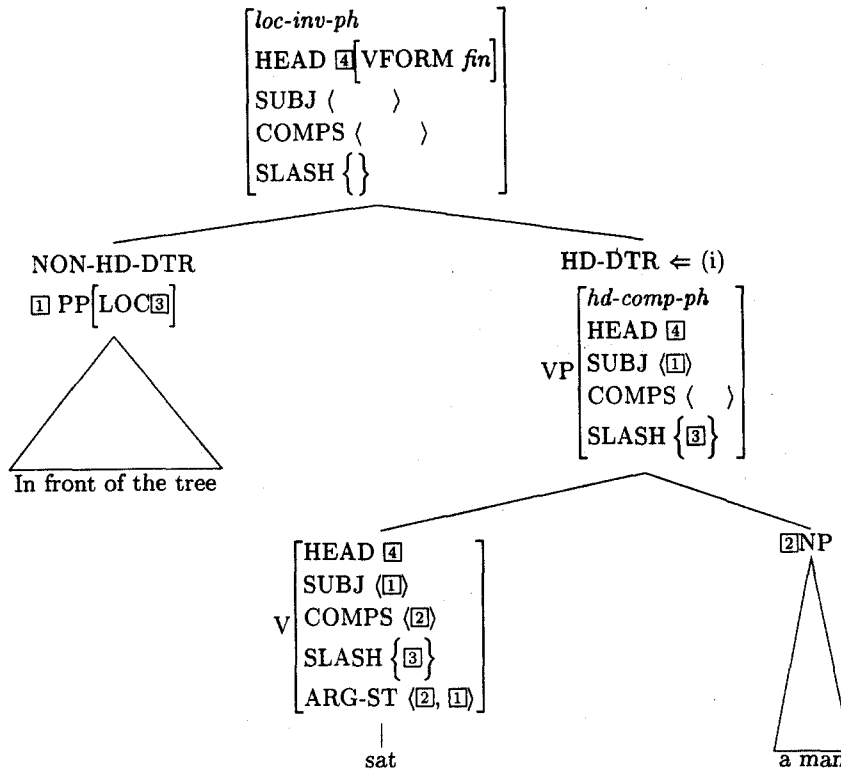 loc-inv-ph
HEAD 4[VFORM fin]
SUBJ ⟨ ⟩
COMPS ⟨ ⟩
SLASH { }
NON-HD-DTR
1 PP[LOC 3]
In front of the tree
HD-DTR ⇐ (i)
hd-comp-ph
HEAD 4
SUBJ ⟨1⟩
VP
COMPS ⟨ ⟩
SLASH {3}
HEAD 4
SUBJ ⟨1⟩
V
COMPS ⟨2⟩
SLASH {3}
ARG-ST ⟨2, 1⟩
sat
2NP
a man